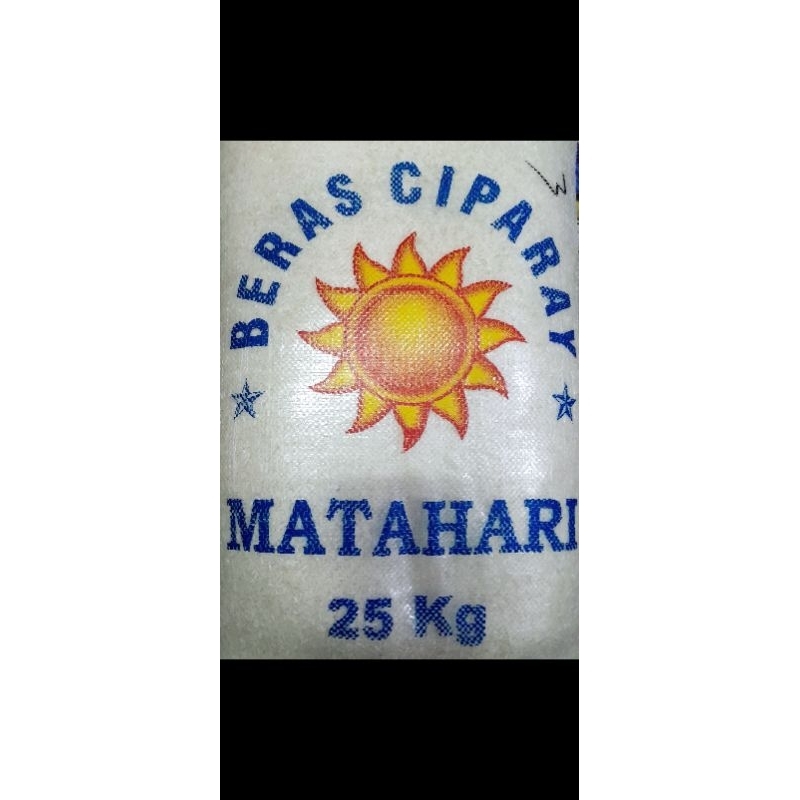 BERAS CIPARAY
MATAHARI
25 Kg
W